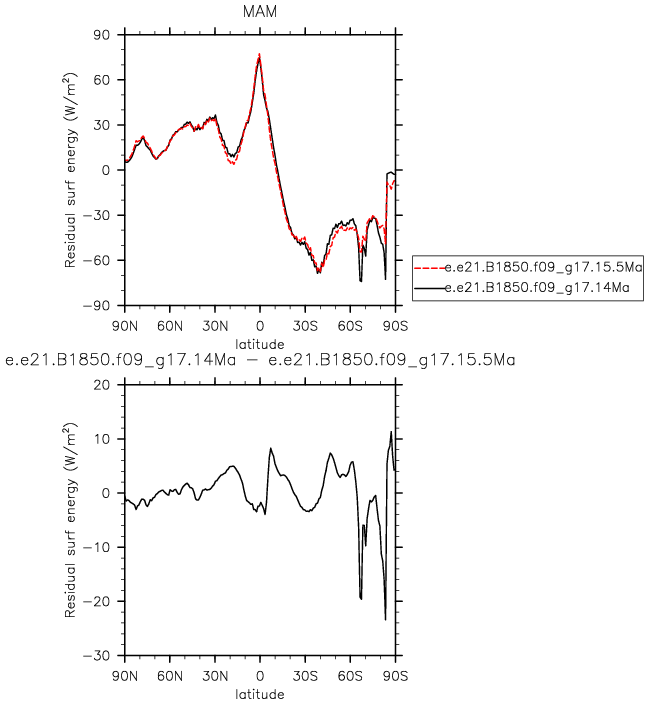 MAM
90
60
30
0
−30
−60
−90
Residual surf energy (W/m²)
90N 60N 30N 0 30S 60S 90S
latitude
e.e21.B1850.f09_g17.15.5Ma
e.e21.B1850.f09_g17.14Ma
e.e21.B1850.f09_g17.14Ma − e.e21.B1850.f09_g17.15.5Ma
20
10
0
−10
−20
−30
Residual surf energy (W/m²)
90N 60N 30N 0 30S 60S 90S
latitude